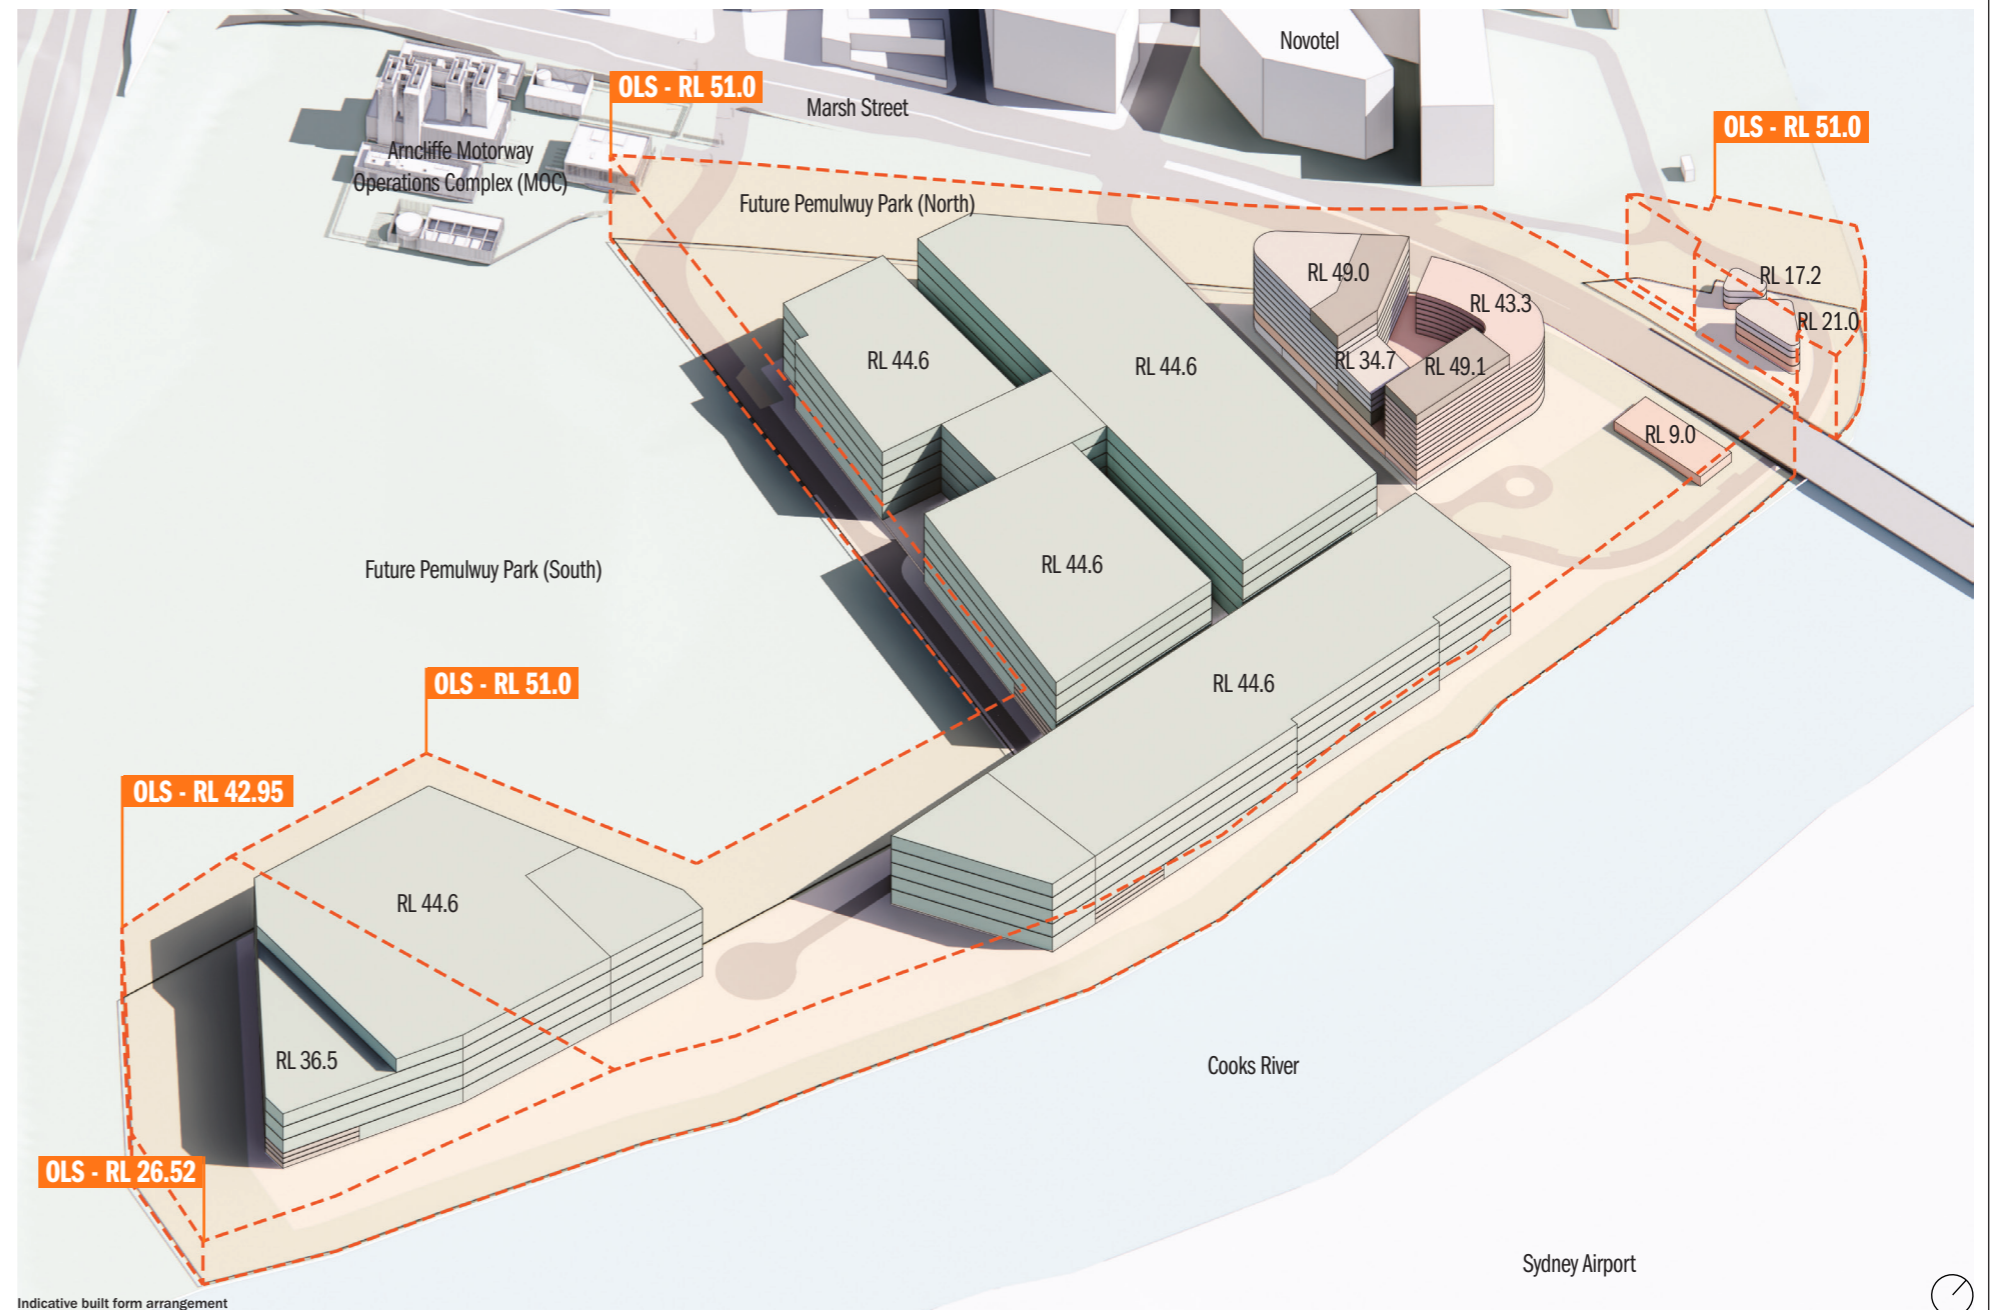 Novotel
OLS - RL 51.0
Marsh Street
OLS - RL 51.0
Arncliffe Motorway
Operations Complex (MOC)
Future Pemulwuy Park (North)
RL 49.0
RL 17.2
RL 43.3
RL 21.0
RL 44.6
RL 44.6
RL 34.7
RL 49.1
RL 9.0
Future Pemulwuy Park (South)
RL 44.6
OLS - RL 51.0
RL 44.6
OLS - RL 42.95
RL 44.6
RL 36.5
Cooks River
OLS - RL 26.52
Sydney Airport
Indicative built form arrangement